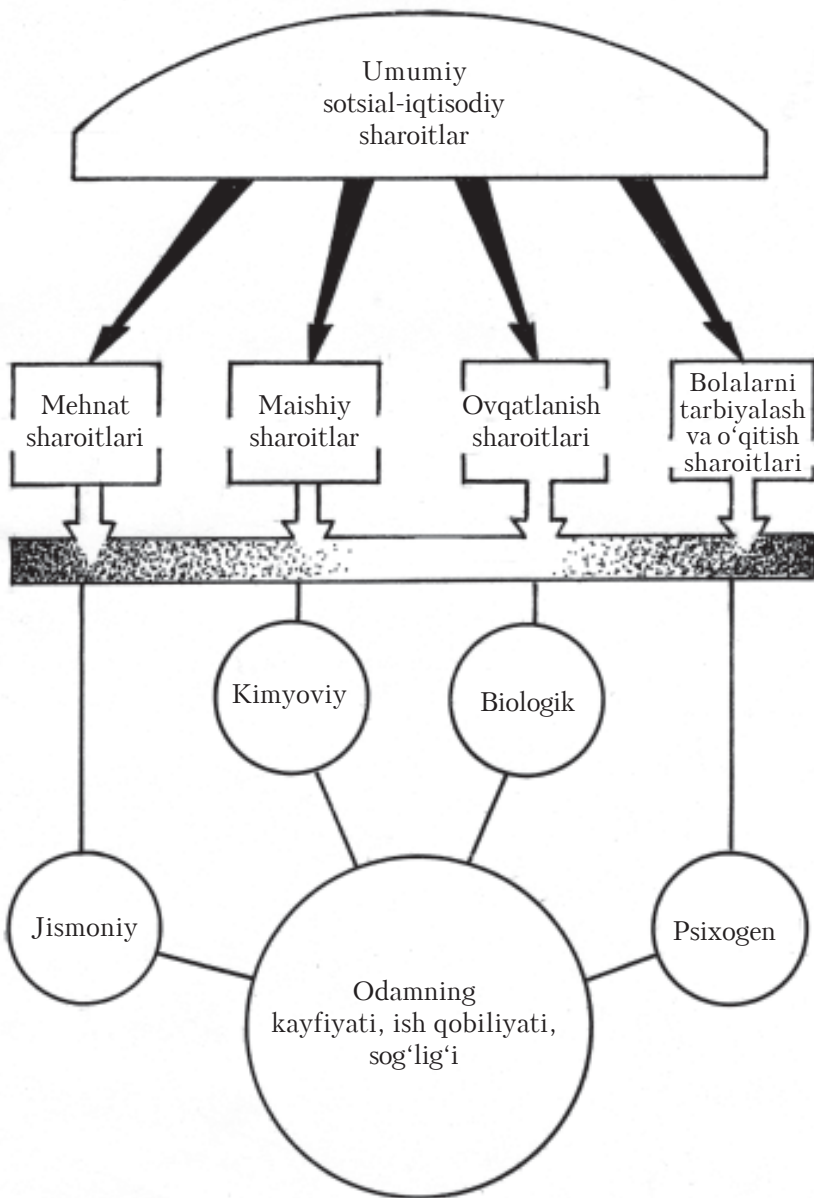 Umumiy
sotsial-iqtisodiy
sharoitlar
Mehnat
sharoitlari
Maishiy
sharoitlar
Ovqatlanish
sharoitlari
Bolalarni
tarbiyalash
va o‘qitish
sharoitlari
Kimyoviy
Biologik
Jismoniy
Psixogen
Odamning
kayfiyati, ish qobiliyati,
sog‘lig‘i